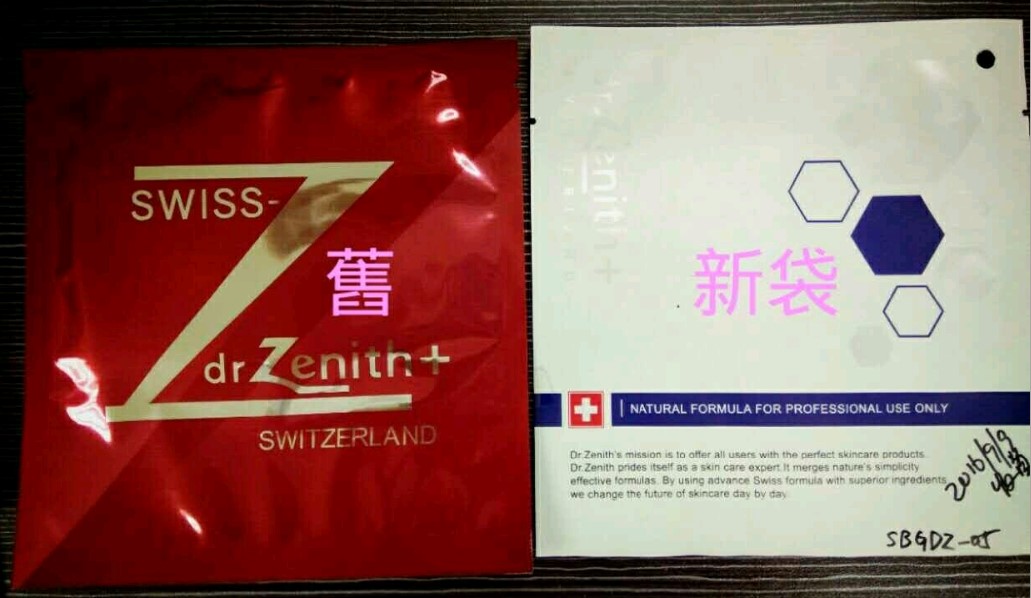 SWISS-
Z
舊
dr Zenith+
SWITZERLAND
新袋
NATURAL FORMULA FOR PROFESSIONAL USE ONLY
Dr.Zenith's mission is to offer all users with the perfect skincare products.
Dr.Zenith prides itself as a skin care expert.It merges nature's simplicity
effective formulas. By using advance Swiss formula with superior ingredients
we change the future of skincare day by day.
2016/9/9
SBGDZ-05